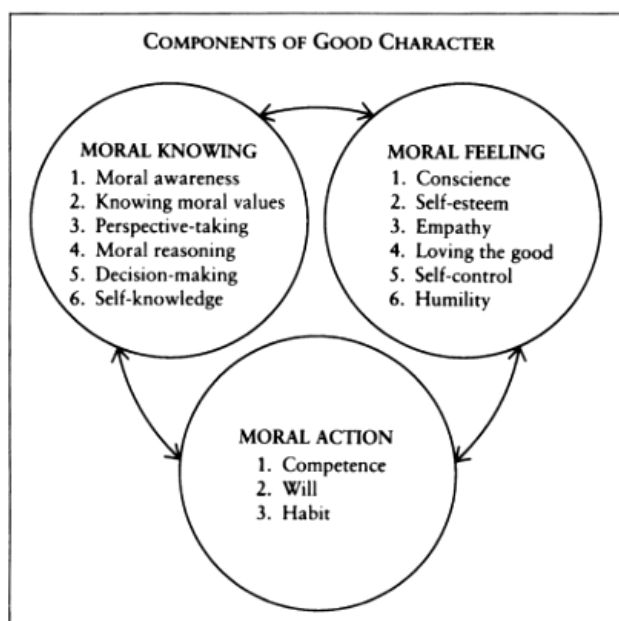 COMPONENTS OF GOOD CHARACTER
MORAL KNOWING
1. Moral awareness
2. Knowing moral values
3. Perspective-taking
4. Moral reasoning
5. Decision-making
6. Self-knowledge
MORAL FEELING
1. Conscience
2. Self-esteem
3. Empathy
4. Loving the good
5. Self-control
6. Humility
MORAL ACTION
1. Competence
2. Will
3. Habit